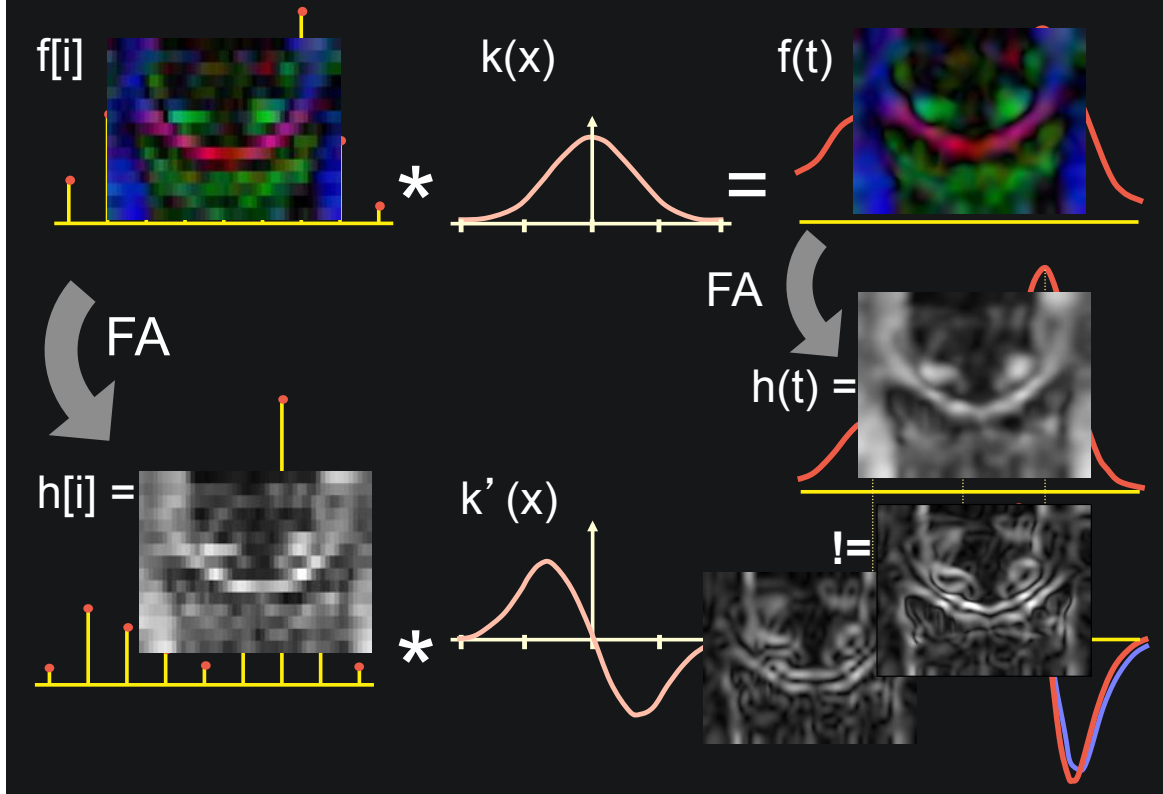 f[i]
k(x)
f(t)
*
=
FA
FA
h(t) =
h[i] =
k’(x)
!=
*